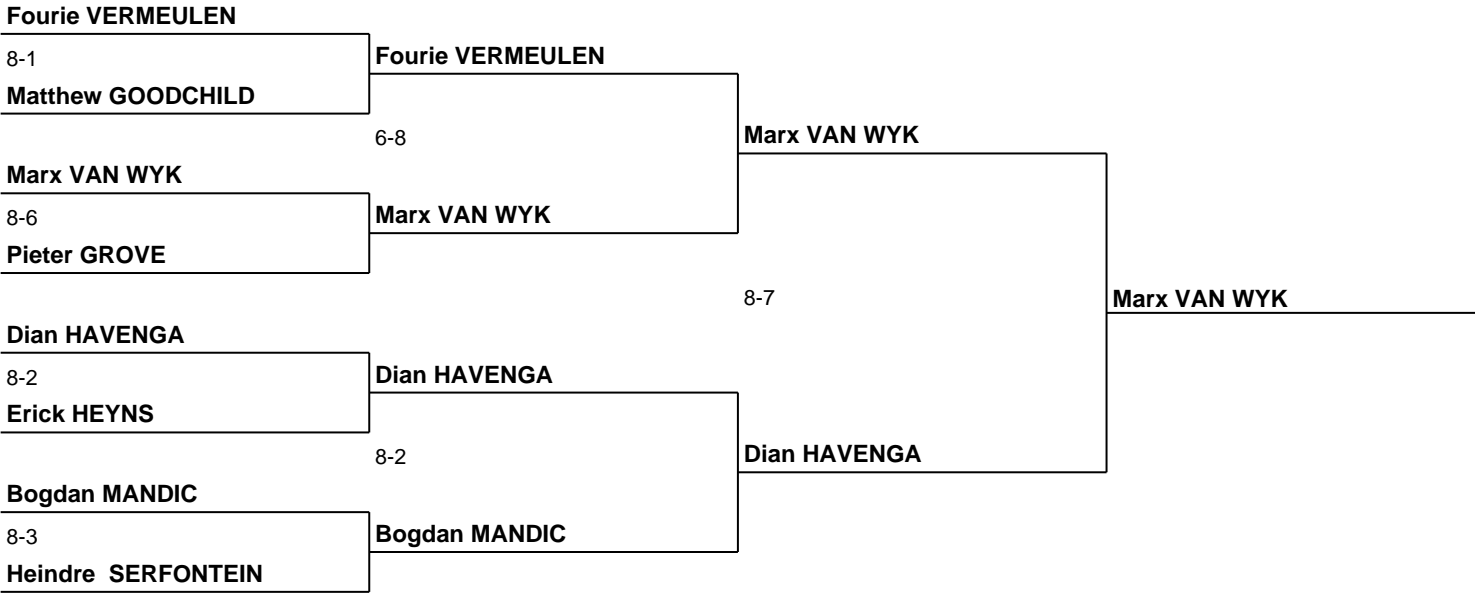 Fourie VERMEULEN
8-1
Fourie VERMEULEN
Matthew GOODCHILD
6-8
Marx VAN WYK
Marx VAN WYK
8-6
Marx VAN WYK
Pieter GROVE
8-7
Marx VAN WYK
Dian HAVENGA
8-2
Dian HAVENGA
Erick HEYNS
8-2
Dian HAVENGA
Bogdan MANDIC
8-3
Bogdan MANDIC
Heindre  SERFONTEIN